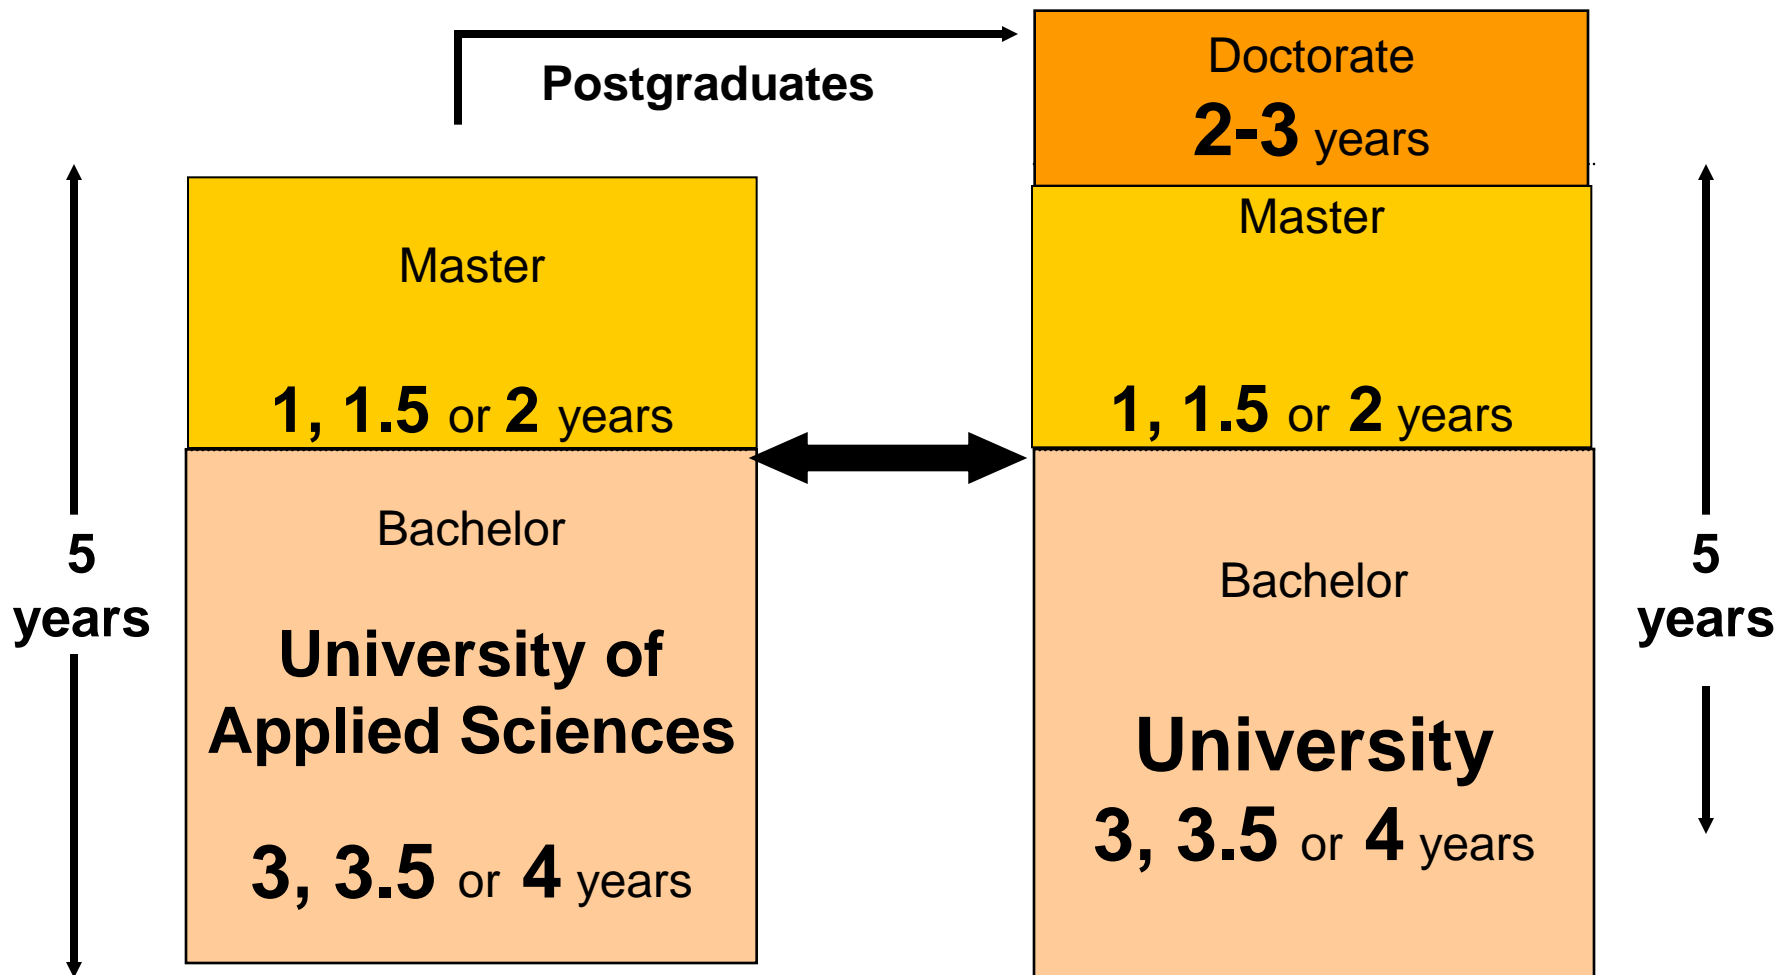 Postgraduates
Doctorate
2-3 years
Master
1, 1.5 or 2 years
Master
1, 1.5 or 2 years
5
years
Bachelor
University of
Applied Sciences
3, 3.5 or 4 years
Bachelor
University
3, 3.5 or 4 years
5
years